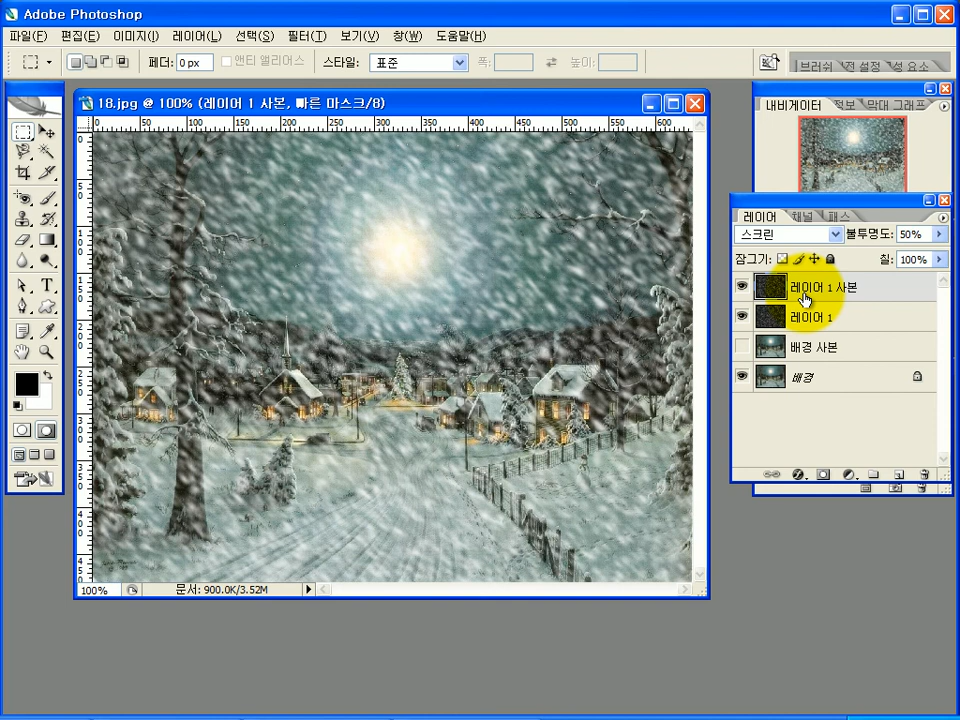 Adobe Photoshop
파일(F) 편집(E) 이미지(I) 레이어(L) 선택(S) 필터(T) 보기(V) 창(W) 도움말(H)
페더: 0 px 앤티 앨리어스 스타일: 표준 폭: 높이: 브러쉬
18.jpg @ 100% (레이어 1 사본, 빠른 마스크/8)
0 50 100 150 200 250 300 350 400 450 500 550 600
내비게이터 정보 막대 그래프
레이어 채널 패스
스크린 불투명도: 50%
잠그기: 칠: 100%
레이어 1 사본
레이어 1
배경 사본
배경
100% 문서: 900.0K/3.52M